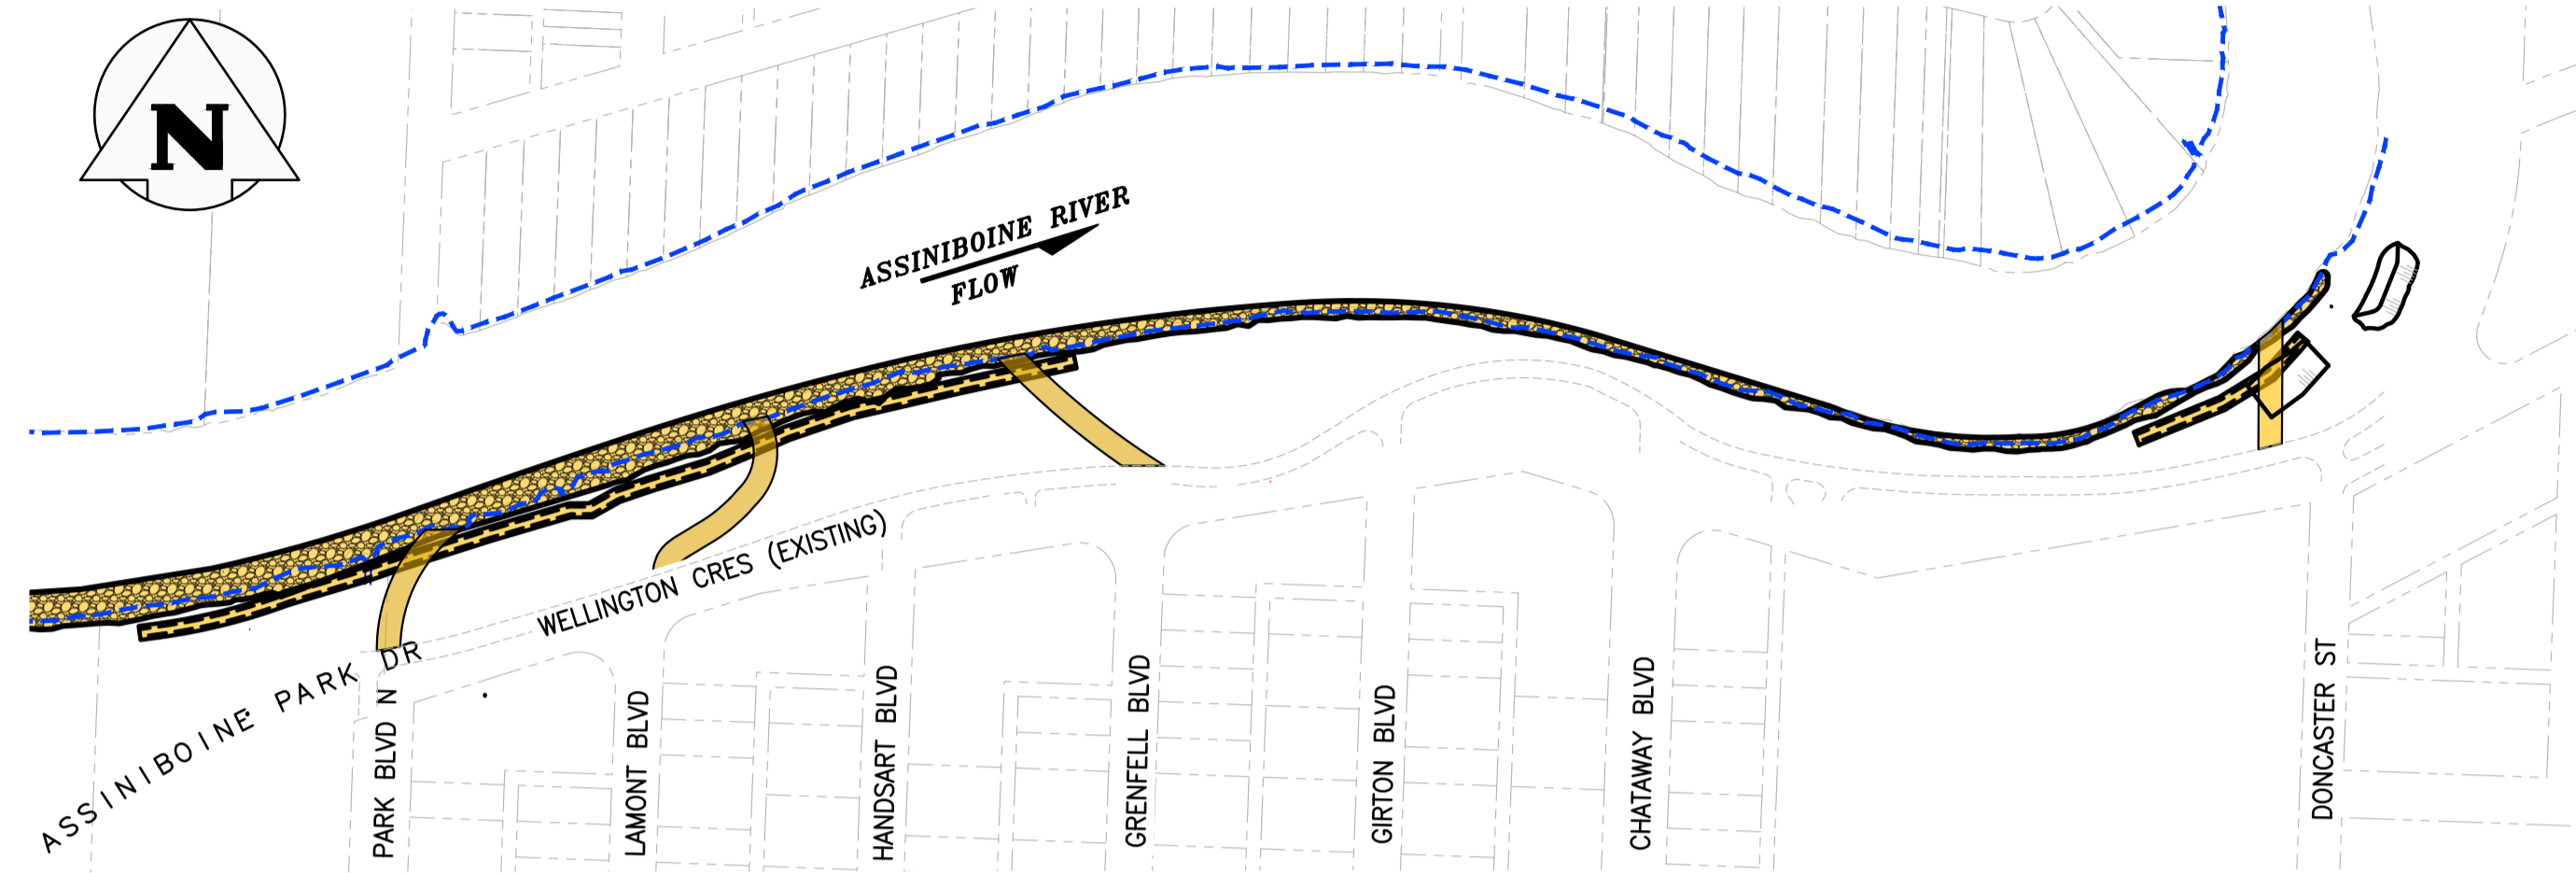 N
ASSINIBOINE RIVER
FLOW
WELLINGTON CRES (EXISTING)
ASSINIBOINE PARK DR
PARK BLVD N
LAMONT BLVD
HANDSART BLVD
GRENFELL BLVD
GIRTON BLVD
CHATAWAY BLVD
DONCASTER ST